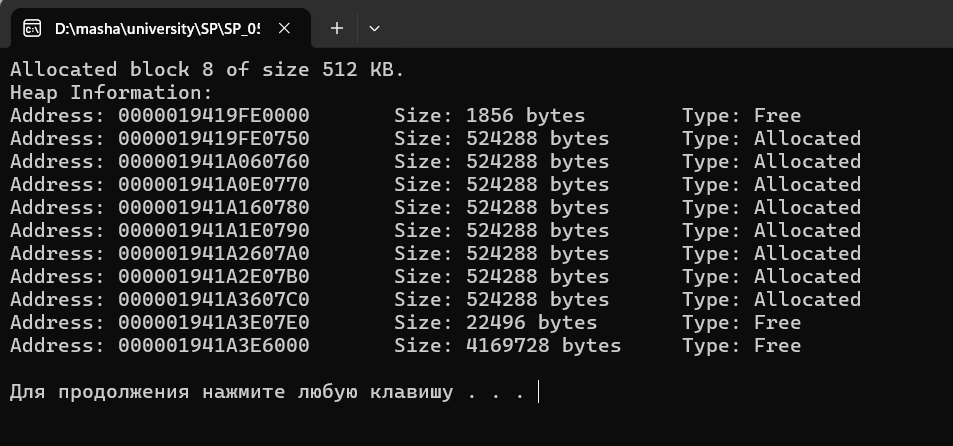 D:\masha\university\SP\SP_05
Allocated block 8 of size 512 KB.
Heap Information:
Address: 0000019419FE0000 Size: 1856 bytes Type: Free
Address: 0000019419FE0750 Size: 524288 bytes Type: Allocated
Address: 000001941A060760 Size: 524288 bytes Type: Allocated
Address: 000001941A0E0770 Size: 524288 bytes Type: Allocated
Address: 000001941A160780 Size: 524288 bytes Type: Allocated
Address: 000001941A1E0790 Size: 524288 bytes Type: Allocated
Address: 000001941A2607A0 Size: 524288 bytes Type: Allocated
Address: 000001941A2E07B0 Size: 524288 bytes Type: Allocated
Address: 000001941A3607C0 Size: 524288 bytes Type: Allocated
Address: 000001941A3E07E0 Size: 22496 bytes Type: Free
Address: 000001941A3E6000 Size: 4169728 bytes Type: Free
Для продолжения нажмите любую клавишу . . .